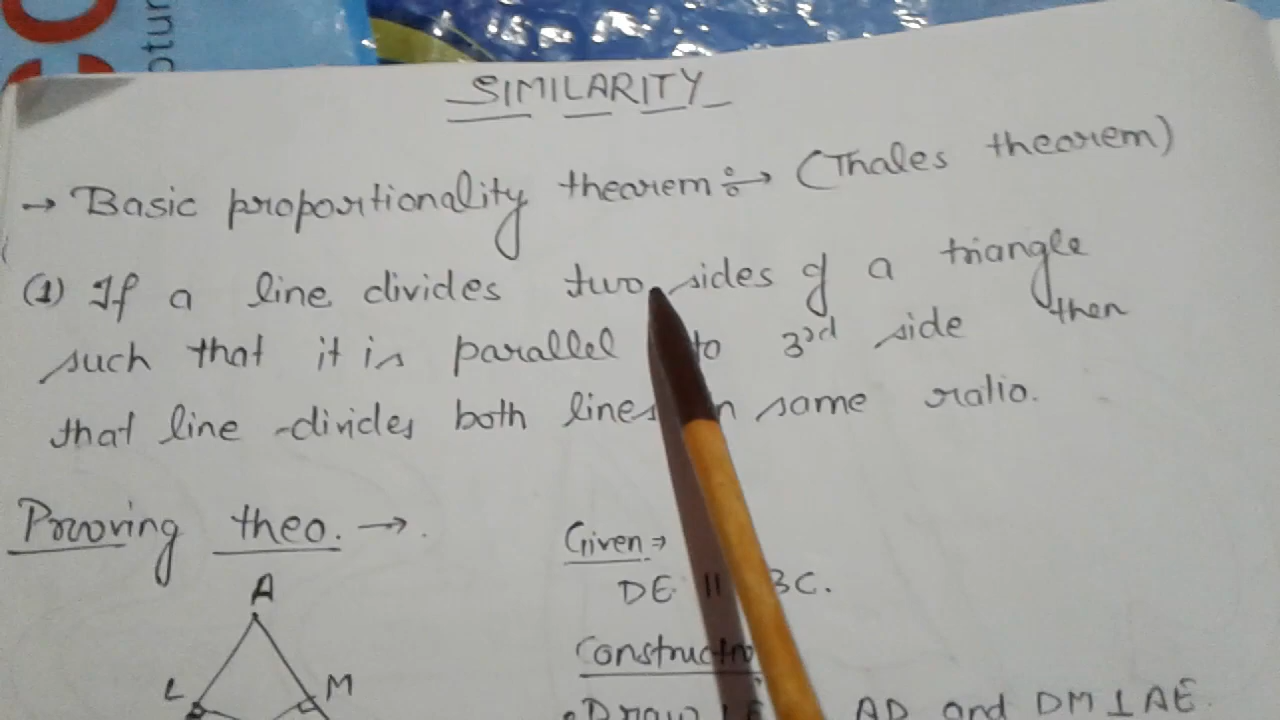 SIMILARITY
→ Basic proportionality theorem ÷→ (Thales theorem)
(1) If a line divides two sides of a triangle
such that it is parallel to 3rd side then
that line divides both lines in same ratio.
Prooving theo. →.
Given ⇒
DE || BC.
A
L
M
Draw AD and DM ⊥ AE.